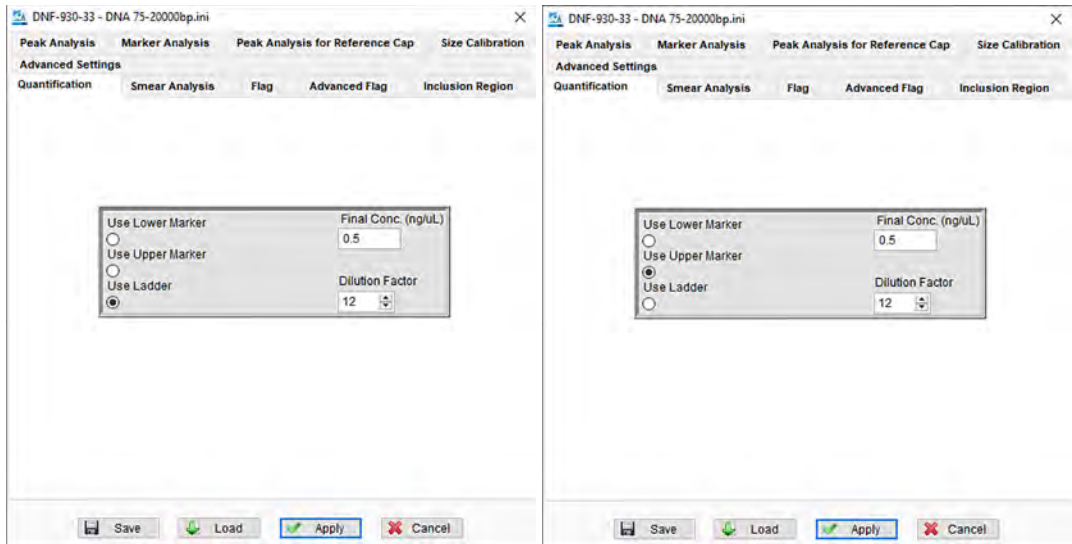 DNF-930-33 - DNA 75-20000bp.ini
Peak Analysis Marker Analysis Peak Analysis for Reference Cap Size Calibration
Advanced Settings
Quantification Smear Analysis Flag Advanced Flag Inclusion Region
Use Lower Marker Final Conc. (ng/uL)
0.5
Use Upper Marker
Use Ladder Dilution Factor
12
Save Load Apply Cancel
DNF-930-33 - DNA 75-20000bp.ini
Peak Analysis Marker Analysis Peak Analysis for Reference Cap Size Calibration
Advanced Settings
Quantification Smear Analysis Flag Advanced Flag Inclusion Region
Use Lower Marker Final Conc. (ng/uL)
0.5
Use Upper Marker
Use Ladder Dilution Factor
12
Save Load Apply Cancel